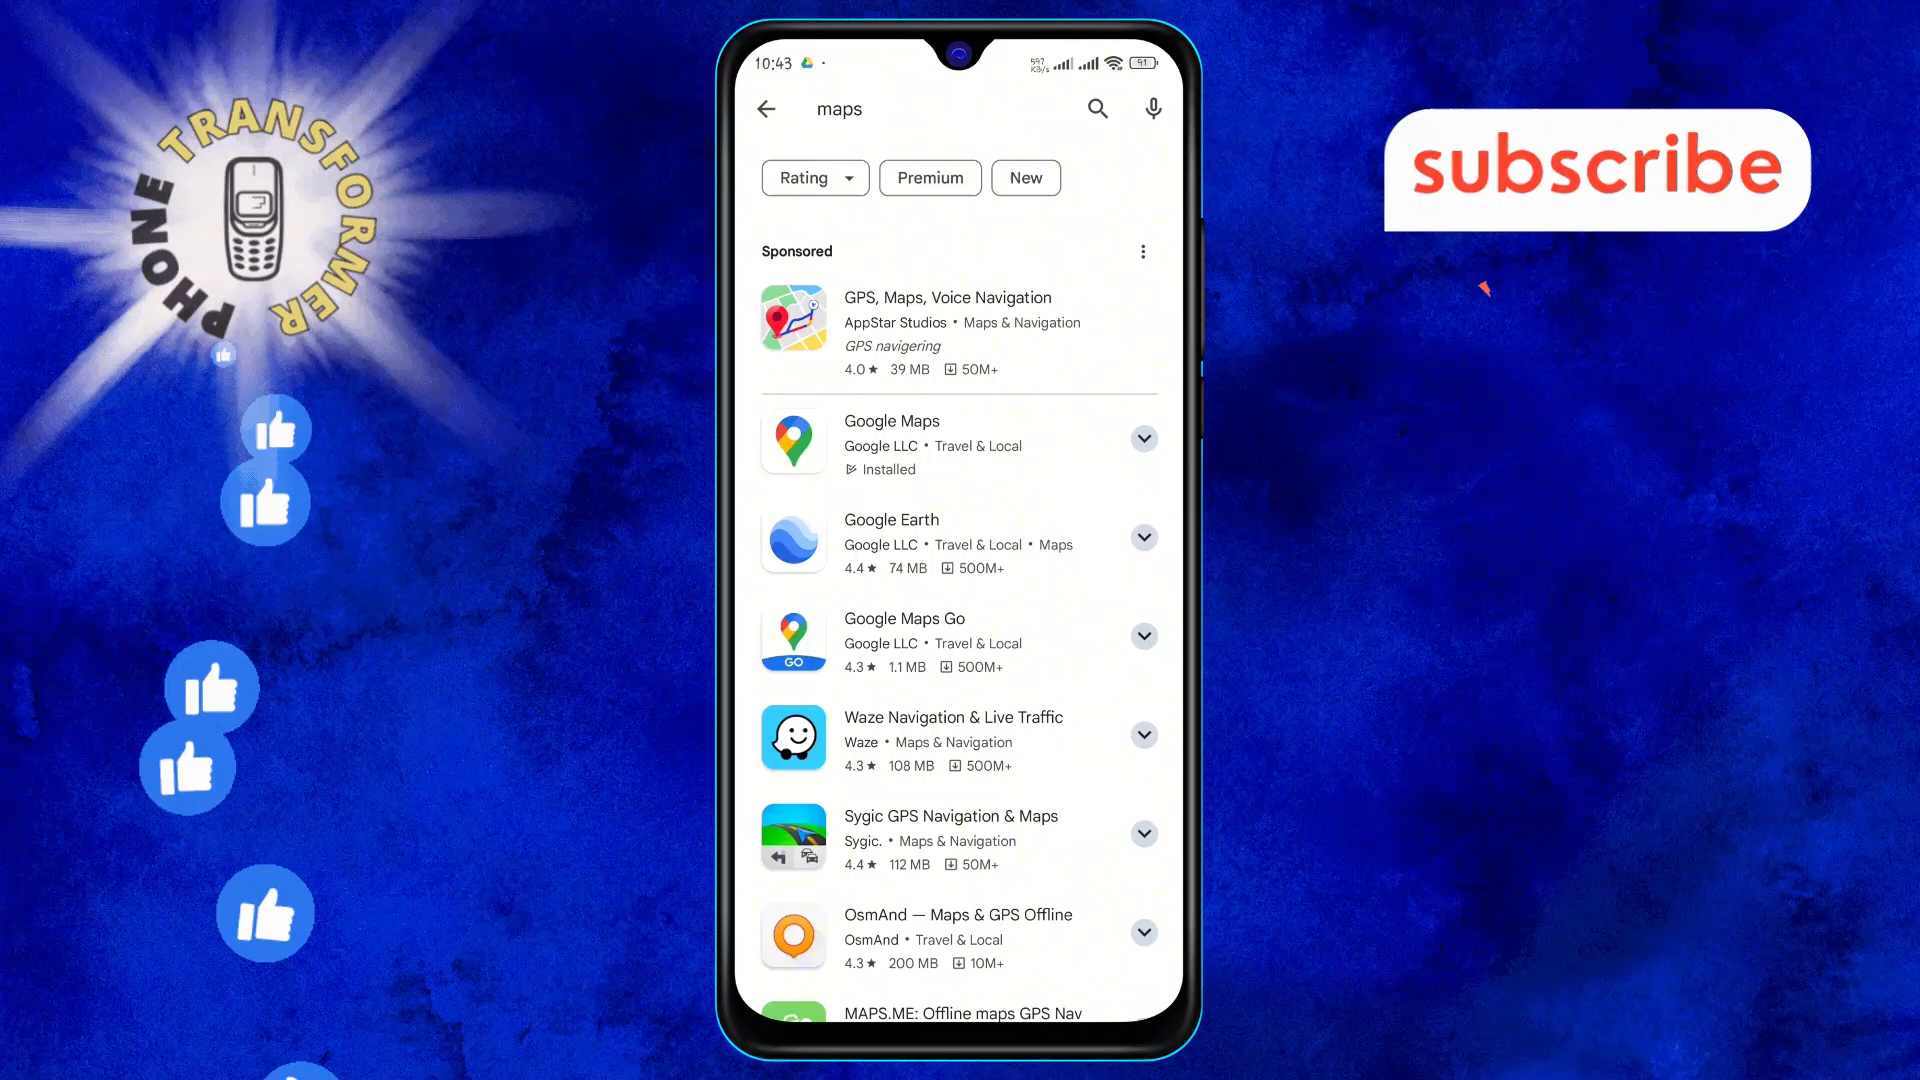 PHONE TRANSFORMER
subscribe
10:43
597
KB/s
91
maps
Rating
Premium
New
Sponsored
GPS, Maps, Voice Navigation
AppStar Studios • Maps & Navigation
GPS navigering
4.0★ 39 MB 50M+
Google Maps
Google LLC • Travel & Local
Installed
Google Earth
Google LLC • Travel & Local • Maps
4.4★ 74 MB 500M+
Google Maps Go
GO
Google LLC • Travel & Local
4.3★ 1.1 MB 500M+
Waze Navigation & Live Traffic
Waze • Maps & Navigation
4.3★ 108 MB 500M+
Sygic GPS Navigation & Maps
Sygic. • Maps & Navigation
4.4★ 112 MB 50M+
OsmAnd — Maps & GPS Offline
OsmAnd • Travel & Local
4.3★ 200 MB 10M+
MAPS.ME: Offline maps GPS Nav